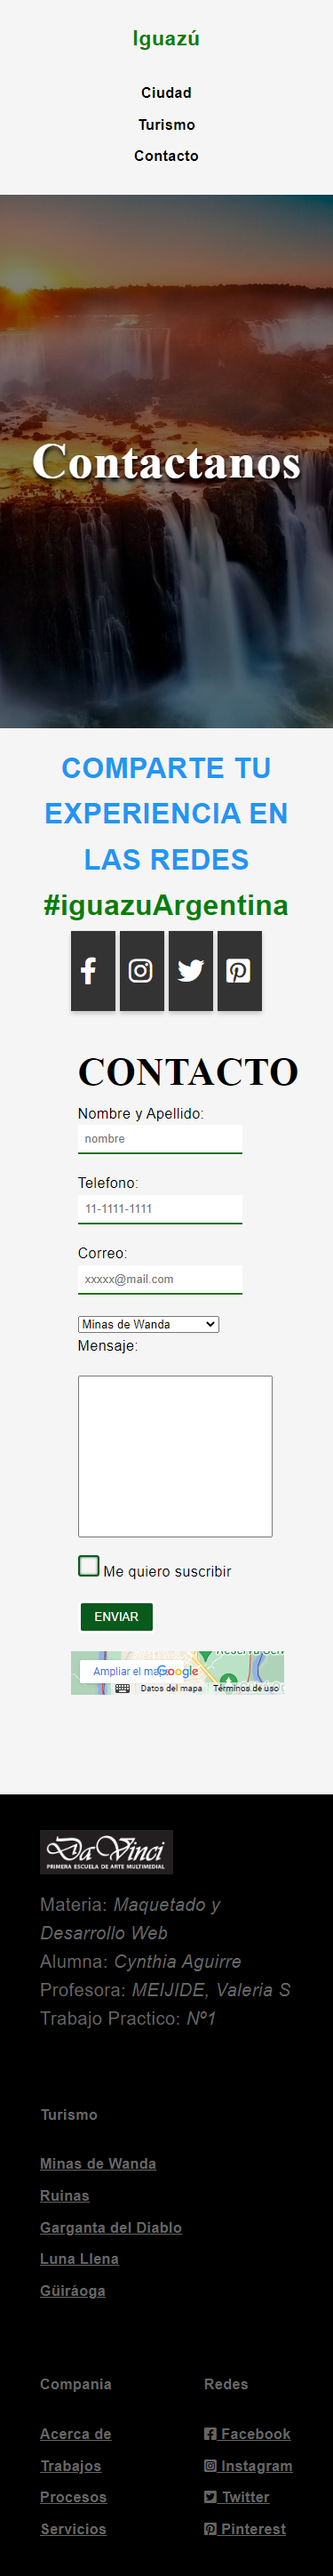 Iguazú
Ciudad
Turismo
Contacto
Contactanos
COMPARTE TU
EXPERIENCIA EN
LAS REDES
#iguazuArgentina
CONTACTO
Nombre y Apellido:
nombre
Telefono:
11-1111-1111
Correo:
xxxxx@mail.com
Minas de Wanda
Mensaje:
Me quiero suscribir
ENVIAR
Ampliar el mapa
Google
Datos del mapa
Términos de uso
Da Vinci
PRIMERA ESCUELA DE ARTE MULTIMEDIAL
Materia: Maquetado y
Desarrollo Web
Alumna: Cynthia Aguirre
Profesora: MEIJIDE, Valeria S
Trabajo Practico: Nº1
Turismo
Minas de Wanda
Ruinas
Garganta del Diablo
Luna Llena
Güiráoga
Compania
Acerca de
Trabajos
Procesos
Servicios
Redes
Facebook
Instagram
Twitter
Pinterest